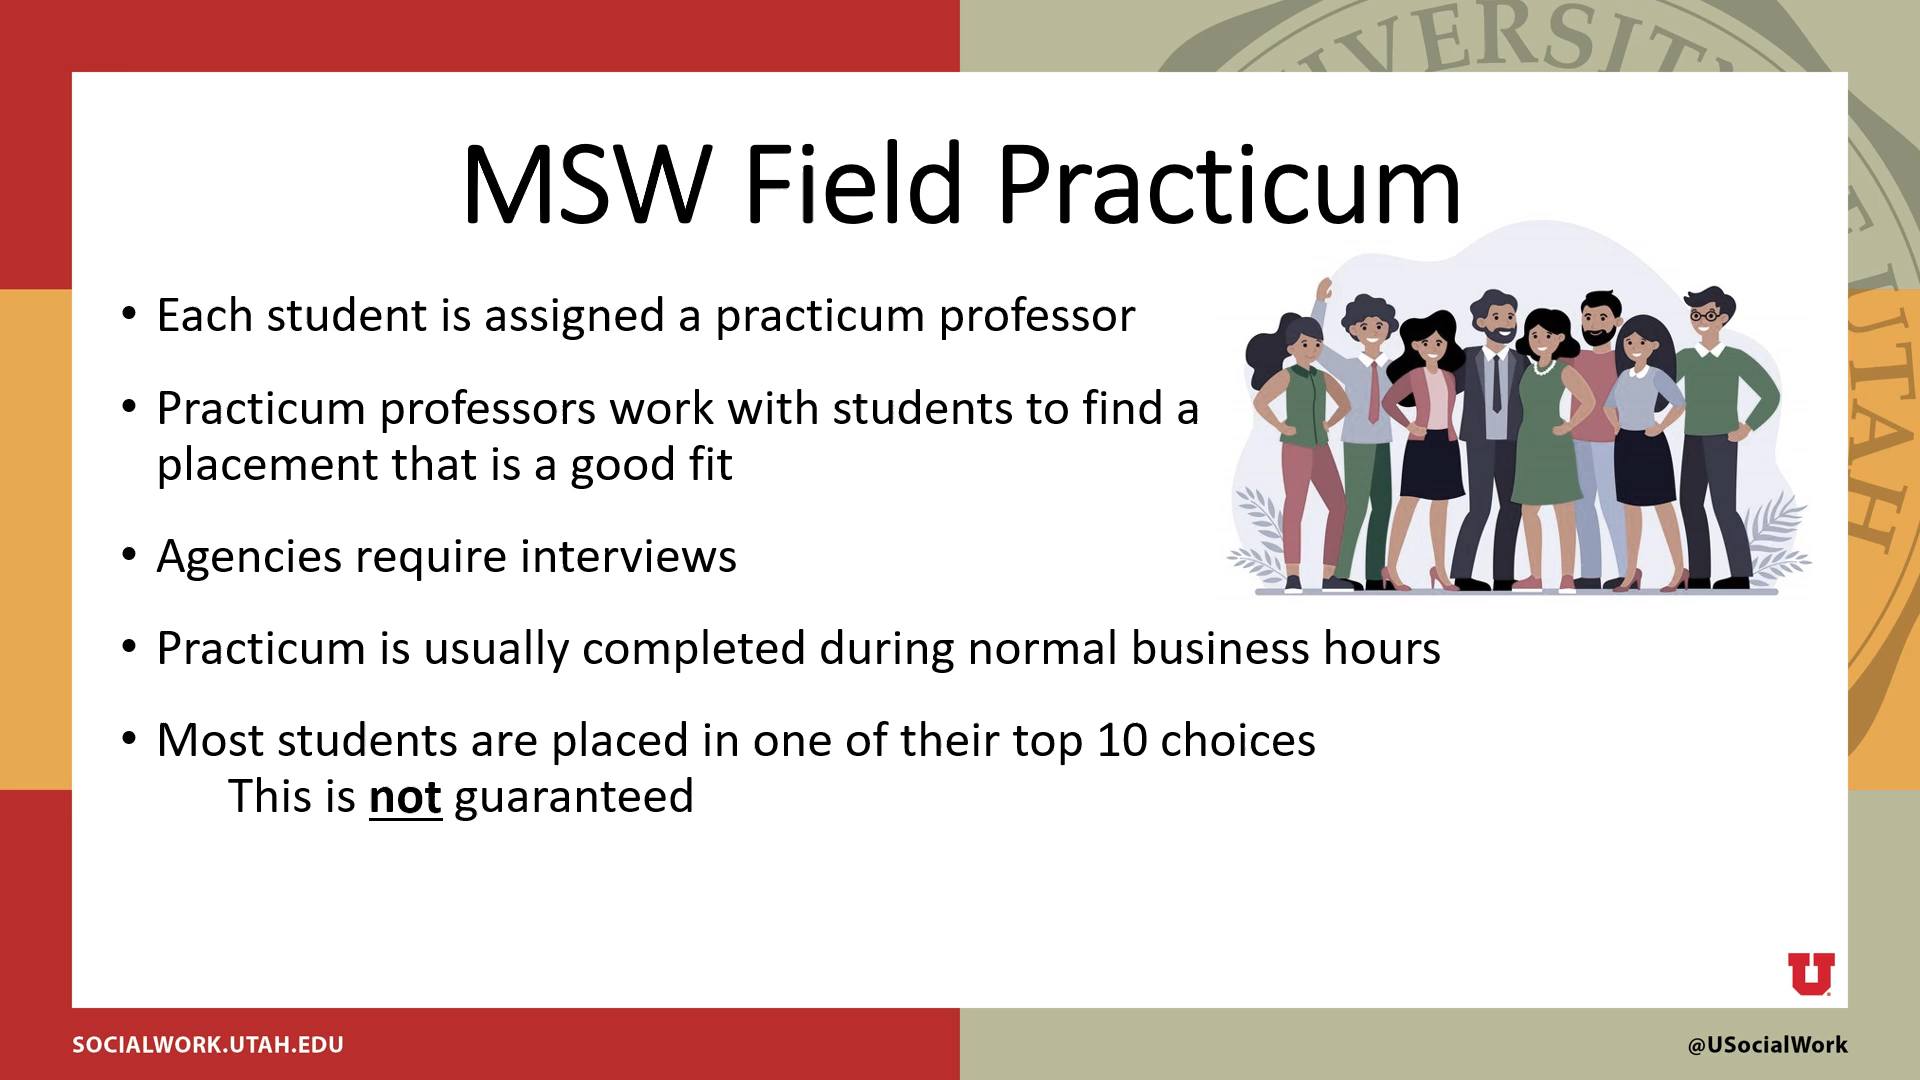 MSW Field Practicum
• Each student is assigned a practicum professor
• Practicum professors work with students to find a
placement that is a good fit
• Agencies require interviews
• Practicum is usually completed during normal business hours
• Most students are placed in one of their top 10 choices
This is not guaranteed
U
SOCIALWORK.UTAH.EDU
@USocialWork
UTAH